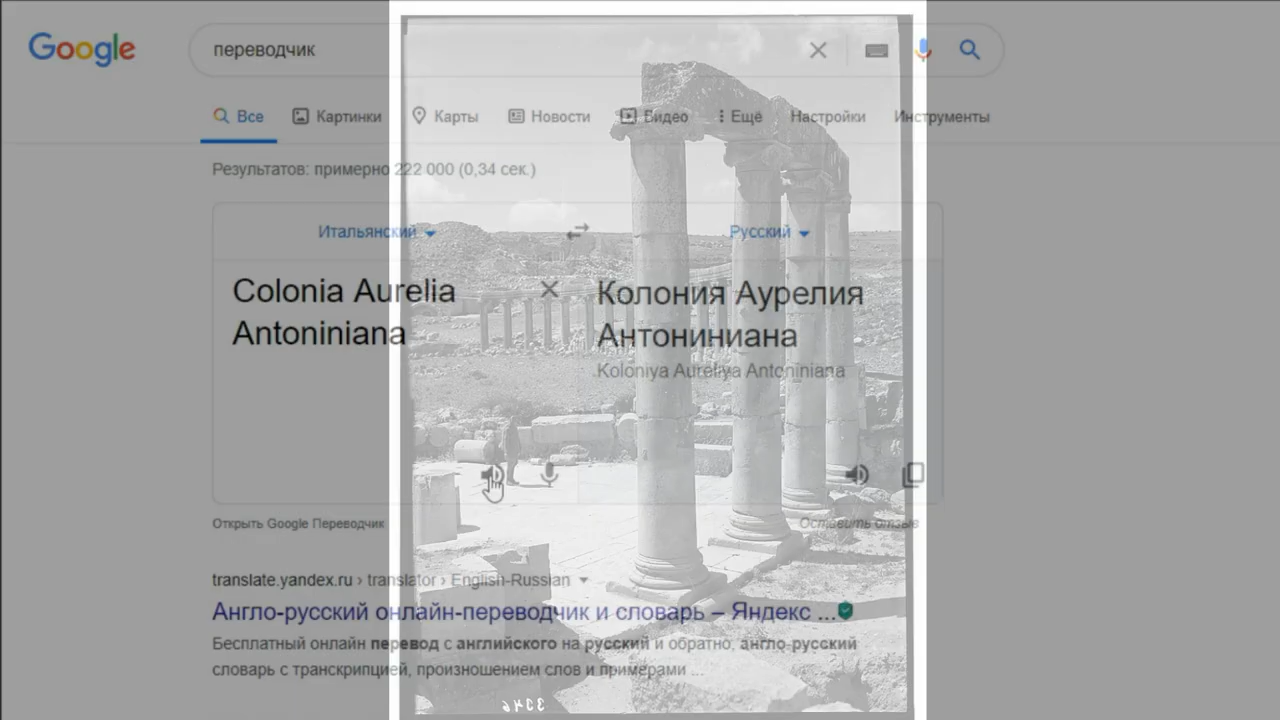 Google
переводчик
Все Картинки Карты Новости Видео Ещё Настройки Инструменты
Результатов: примерно 222 000 (0,34 сек.)
Итальянский Русский
Colonia Aurelia
Antoniniana
Колония Аурелия
Антониниана
Koloniya Aureliya Antoniniana
Открыть Google Переводчик Оставить отзыв
translate.yandex.ru › translator › English-Russian
Англо-русский онлайн-переводчик и словарь – Яндекс ...
Бесплатный онлайн перевод с английского на русский и обратно, англо-русский
словарь с транскрипцией, произношением слов и примерами ...